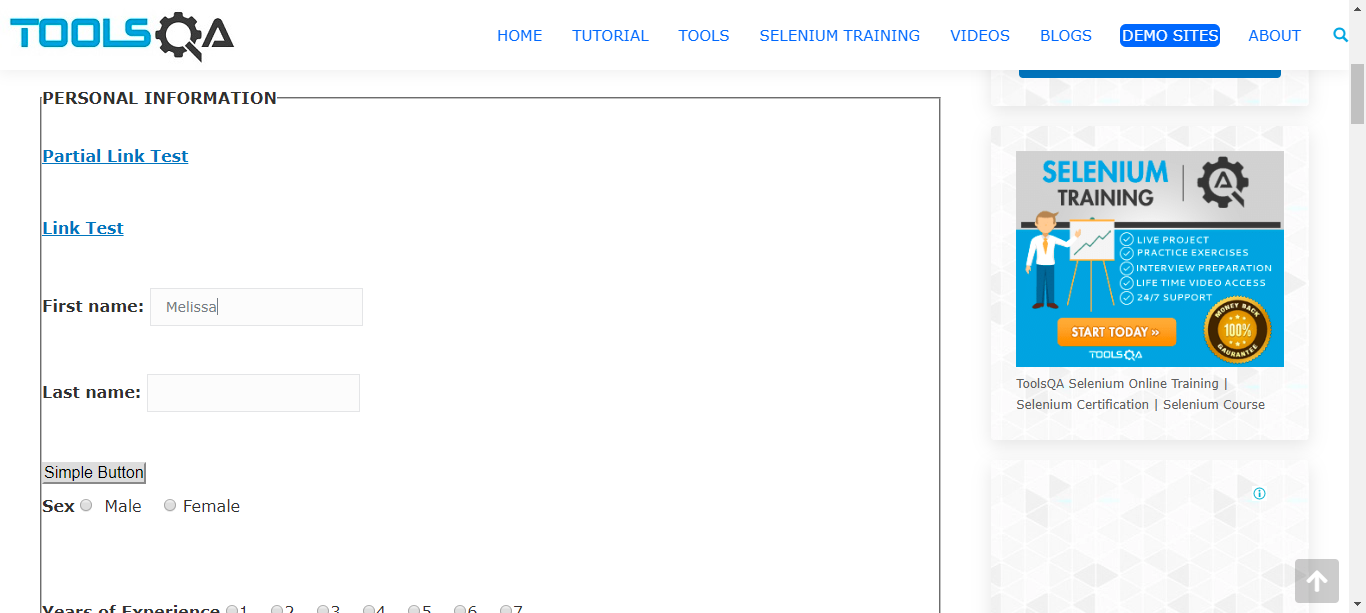 TOOLSQA
HOME TUTORIAL TOOLS SELENIUM TRAINING VIDEOS BLOGS DEMO SITES ABOUT
PERSONAL INFORMATION
Partial Link Test
Link Test
First name: Melissa
Last name:
Simple Button
Sex Male Female
Years of Experience 1 2 3 4 5 6 7
SELENIUM
TRAINING
LIVE PROJECT
PRACTICE EXERCISES
INTERVIEW PREPARATION
LIFE TIME VIDEO ACCESS
24/7 SUPPORT
START TODAY »
TOOLSQA
MONEY BACK
100%
GAURANTEE
ToolsQA Selenium Online Training |
Selenium Certification | Selenium Course